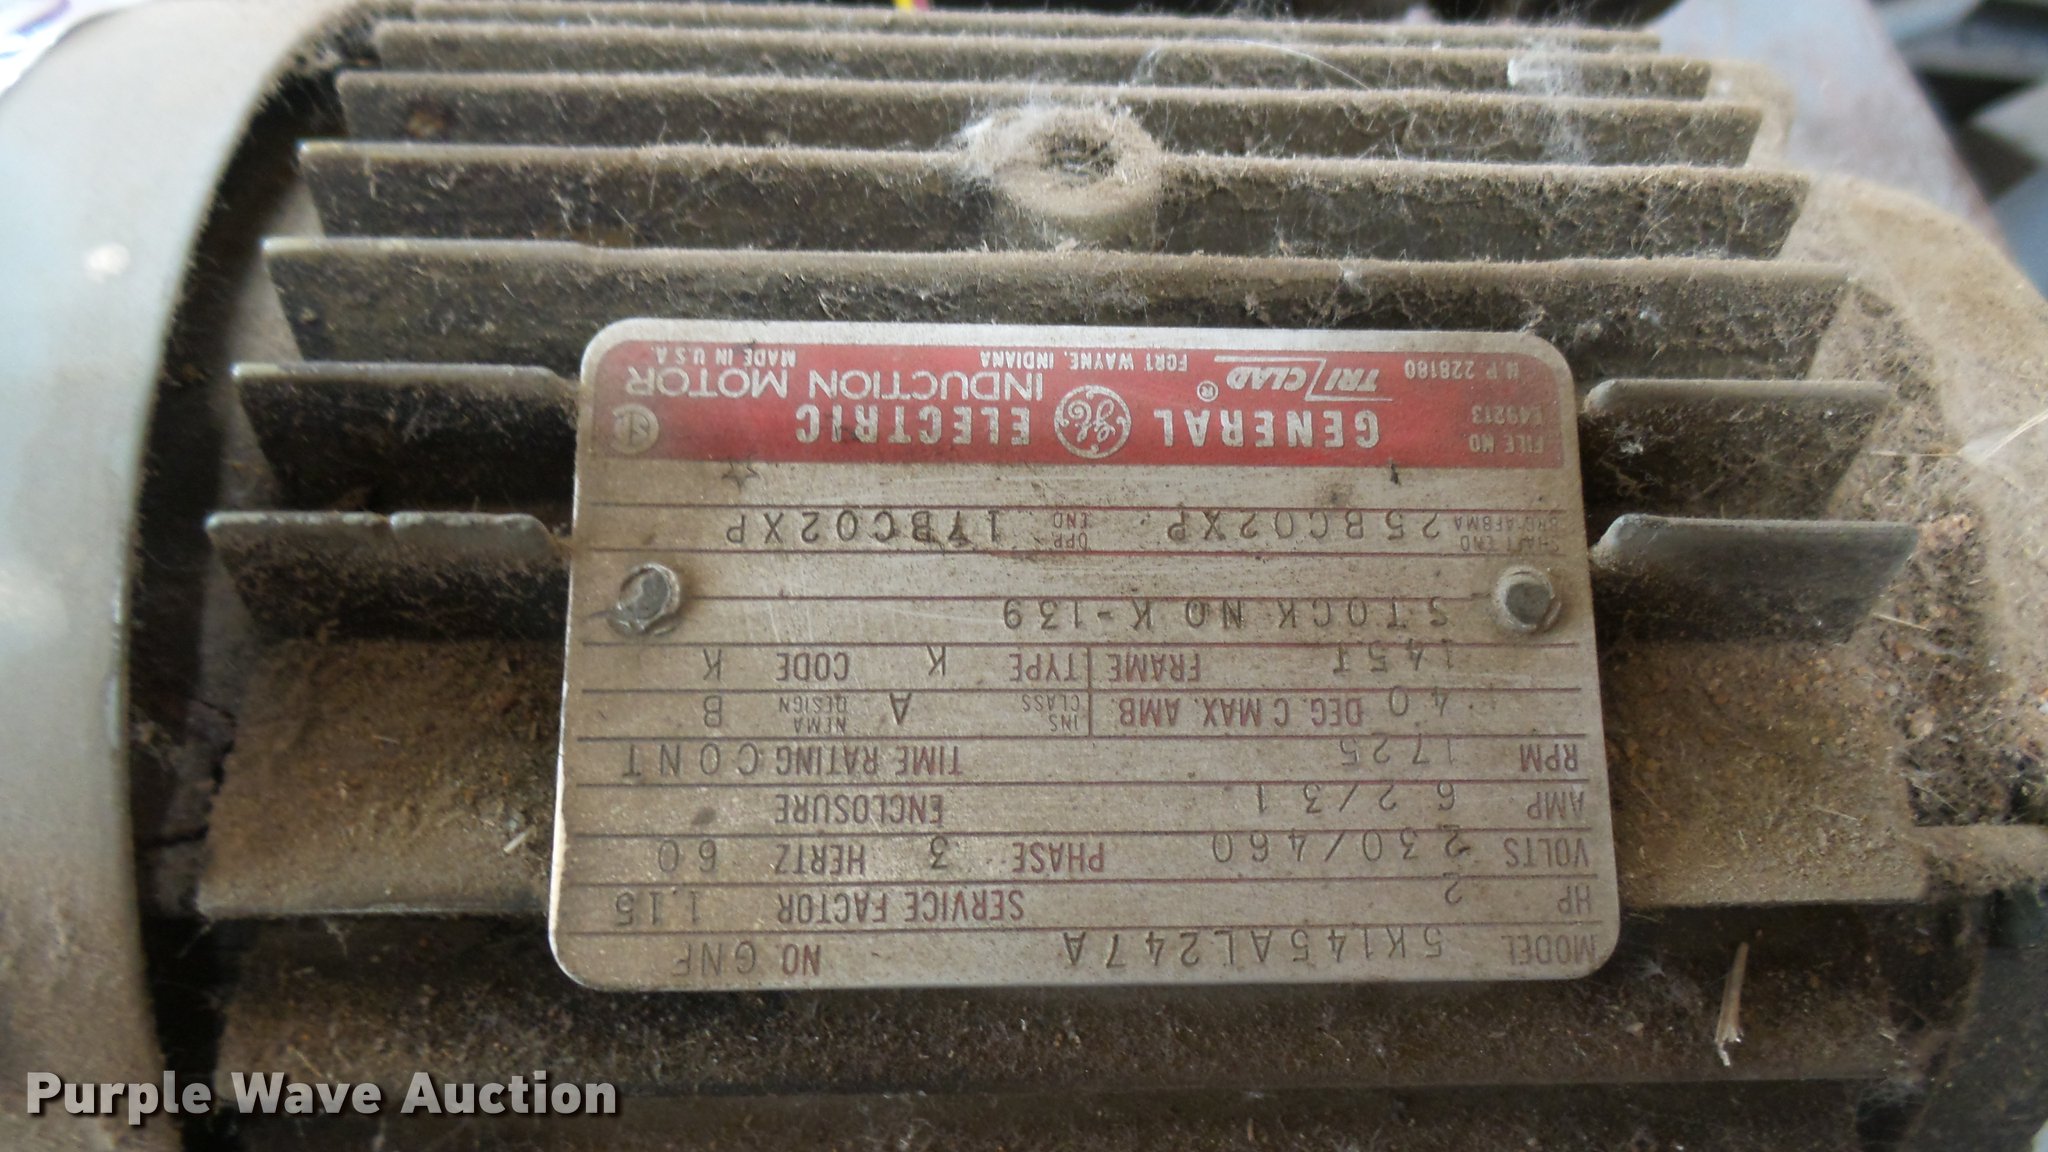 FILE NO. E49213 GENERAL GE ELECTRIC
N.P. 228180 TRI CLAD ® INDUCTION MOTOR
FORT WAYNE, INDIANA MADE IN U.S.A.
SHAFT END BRG AFBMA 25BC02XP OPP. END 17BC02XP
STOCK NO K-139
145T FRAME TYPE K CODE K
40 DEG. C MAX. AMB. INS CLASS A NEMA DESIGN B
RPM 1725 TIME RATING CONT
AMP 6.2/3.1 ENCLOSURE
VOLTS 230/460 PHASE 3 HERTZ 60
HP 2 SERVICE FACTOR 1.15
MODEL 5K145AL247A NO. GNF
Purple Wave Auction